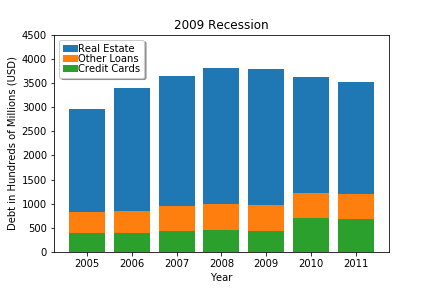 2009 Recession
Real Estate
Other Loans
Credit Cards
Debt in Hundreds of Millions (USD)
4500
4000
3500
3000
2500
2000
1500
1000
500
0
2005 2006 2007 2008 2009 2010 2011
Year